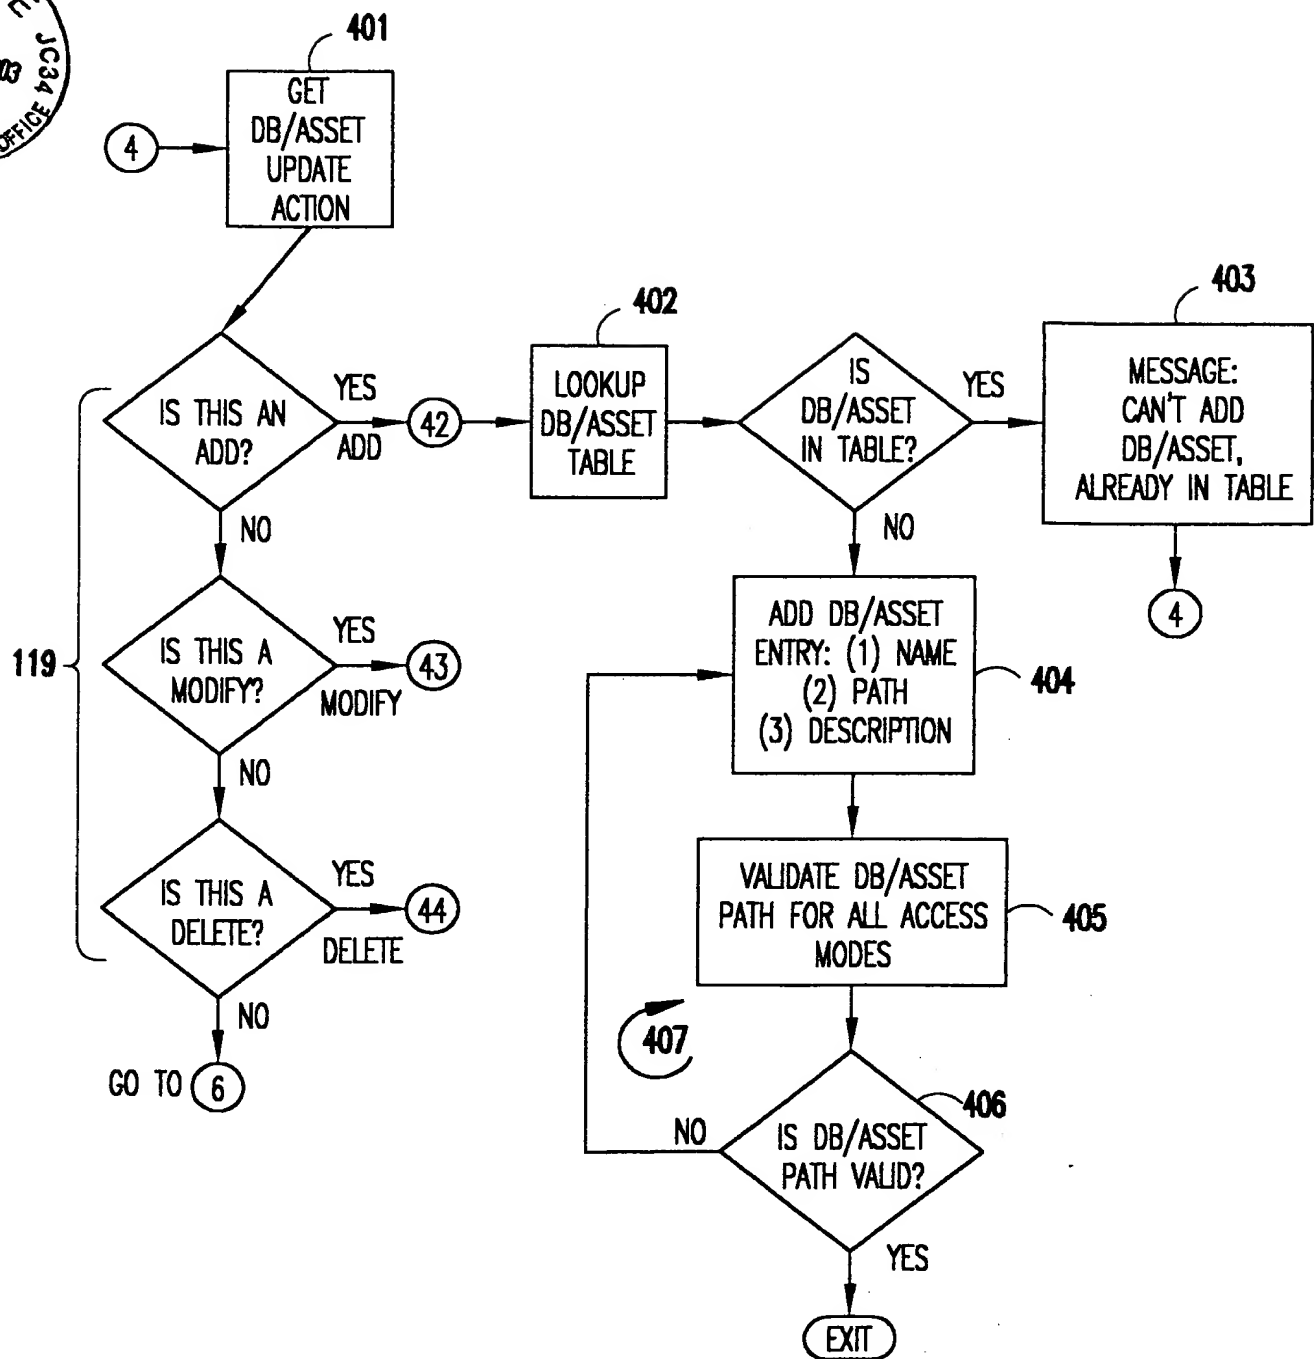 E JC34
03
OFFICE
401
GET
DB/ASSET
UPDATE
ACTION
4
IS THIS AN
ADD?
YES
ADD
42
402
LOOKUP
DB/ASSET
TABLE
IS
DB/ASSET
IN TABLE?
YES
403
MESSAGE:
CAN'T ADD
DB/ASSET,
ALREADY IN TABLE
4
NO
NO
119
IS THIS A
MODIFY?
YES
MODIFY
43
ADD DB/ASSET
ENTRY: (1) NAME
(2) PATH
(3) DESCRIPTION
404
NO
IS THIS A
DELETE?
YES
DELETE
44
VALIDATE DB/ASSET
PATH FOR ALL ACCESS
MODES
405
NO
GO TO 6
407
406
IS DB/ASSET
PATH VALID?
NO
YES
EXIT